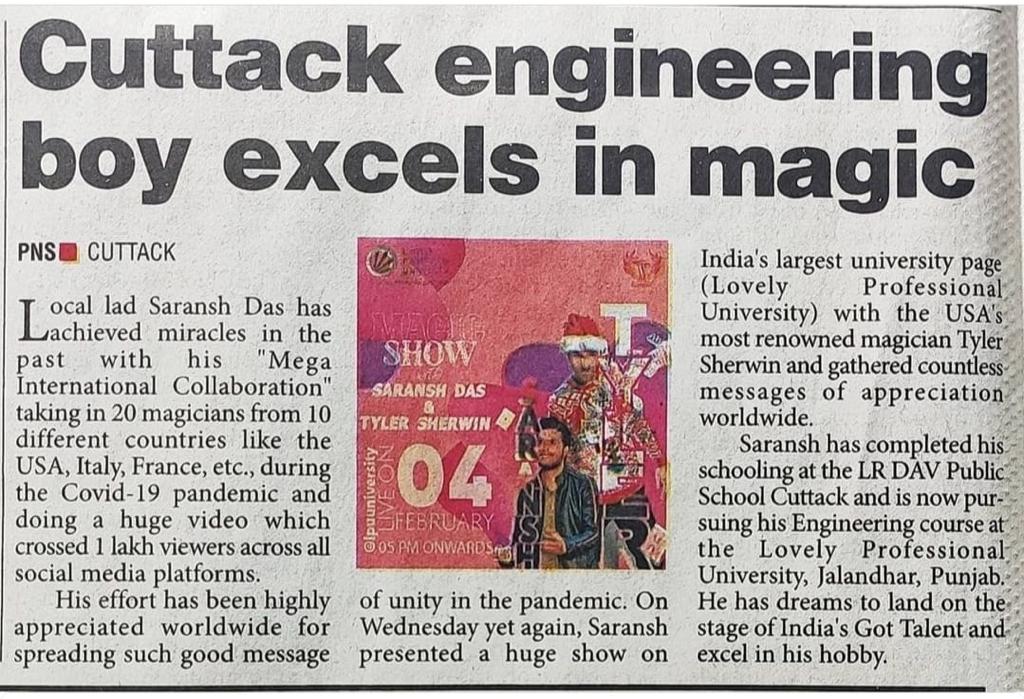 Cuttack engineering
boy excels in magic
PNS CUTTACK
Local lad Saransh Das has
achieved miracles in the
past with his "Mega
International Collaboration"
taking in 20 magicians from 10
different countries like the
USA, Italy, France, etc., during
the Covid-19 pandemic and
doing a huge video which
crossed 1 lakh viewers across all
social media platforms.
His effort has been highly
appreciated worldwide for
spreading such good message
MAGIC
SHOW
with
SARANSH DAS
&
TYLER SHERWIN
04
FEBRUARY
05 PM ONWARDS
LIVE ON
@lpuuniversity
SARANSH
TYLER
of unity in the pandemic. On
Wednesday yet again, Saransh
presented a huge show on
India's largest university page
(Lovely Professional
University) with the USA's
most renowned magician Tyler
Sherwin and gathered countless
messages of appreciation
worldwide.
Saransh has completed his
schooling at the LR DAV Public
School Cuttack and is now pur-
suing his Engineering course at
the Lovely Professional
University, Jalandhar, Punjab.
He has dreams to land on the
stage of India's Got Talent and
excel in his hobby.